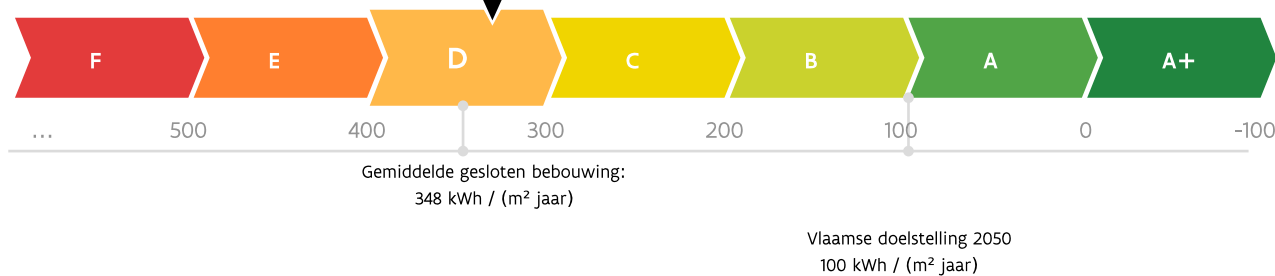 F E D C B A A+
... 500 400 300 200 100 0 -100
Gemiddelde gesloten bebouwing:
348 kWh / (m² jaar)
Vlaamse doelstelling 2050
100 kWh / (m² jaar)